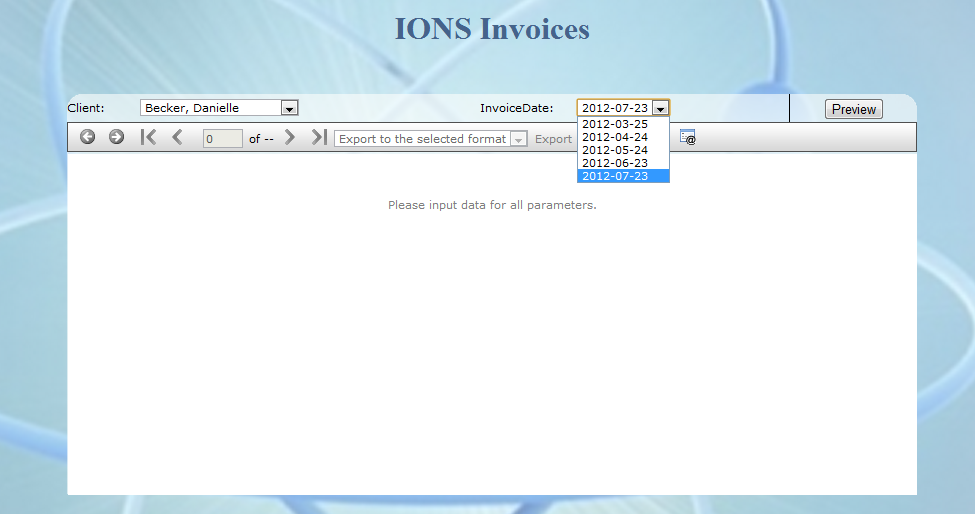 IONS Invoices
Client: Becker, Danielle InvoiceDate: 2012-07-23 Preview
0 of -- Export to the selected format Export
2012-03-25
2012-04-24
2012-05-24
2012-06-23
2012-07-23
Please input data for all parameters.